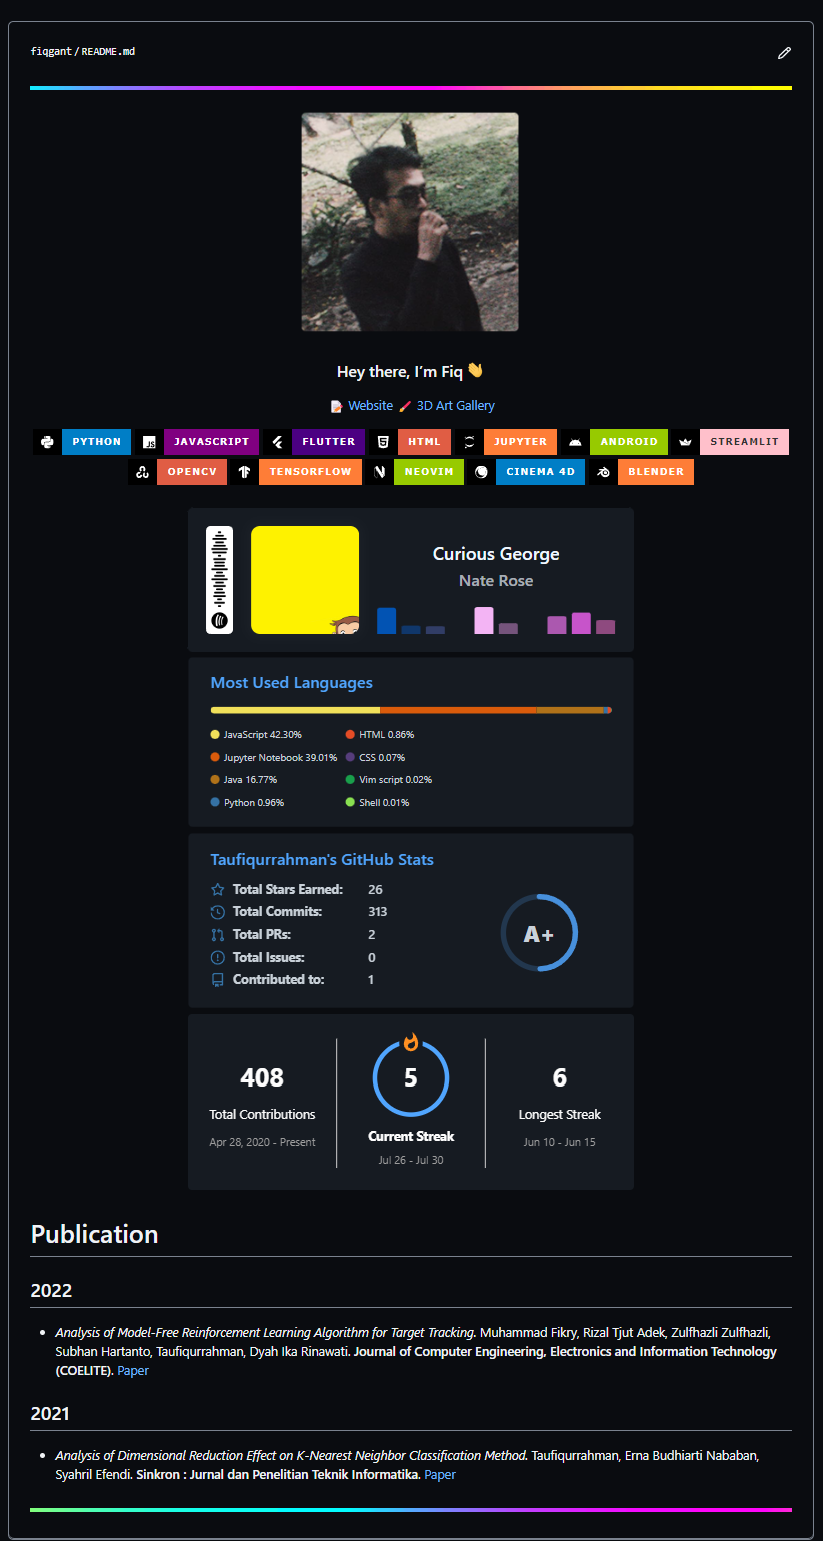 fiqgant / README.md
Hey there, I'm Fiq 👋
📝 Website 🖌️ 3D Art Gallery
PYTHON JAVASCRIPT FLUTTER HTML JUPYTER ANDROID STREAMLIT
OPENCV TENSORFLOW NEOVIM CINEMA 4D BLENDER
Curious George
Nate Rose
Most Used Languages
JavaScript 42.30% HTML 0.86%
Jupyter Notebook 39.01% CSS 0.07%
Java 16.77% Vim script 0.02%
Python 0.96% Shell 0.01%
Taufiqurrahman's GitHub Stats
Total Stars Earned: 26
Total Commits: 313
Total PRs: 2
Total Issues: 0
Contributed to: 1
A+
408
Total Contributions
Apr 28, 2020 - Present
5
Current Streak
Jul 26 - Jul 30
6
Longest Streak
Jun 10 - Jun 15
Publication
2022
• Analysis of Model-Free Reinforcement Learning Algorithm for Target Tracking. Muhammad Fikry, Rizal Tjut Adek, Zulfhazli Zulfhazli,
Subhan Hartanto, Taufiqurrahman, Dyah Ika Rinawati. Journal of Computer Engineering, Electronics and Information Technology
(COELITE). Paper
2021
• Analysis of Dimensional Reduction Effect on K-Nearest Neighbor Classification Method. Taufiqurrahman, Erna Budhiarti Nababan,
Syahril Efendi. Sinkron : Jurnal dan Penelitian Teknik Informatika. Paper